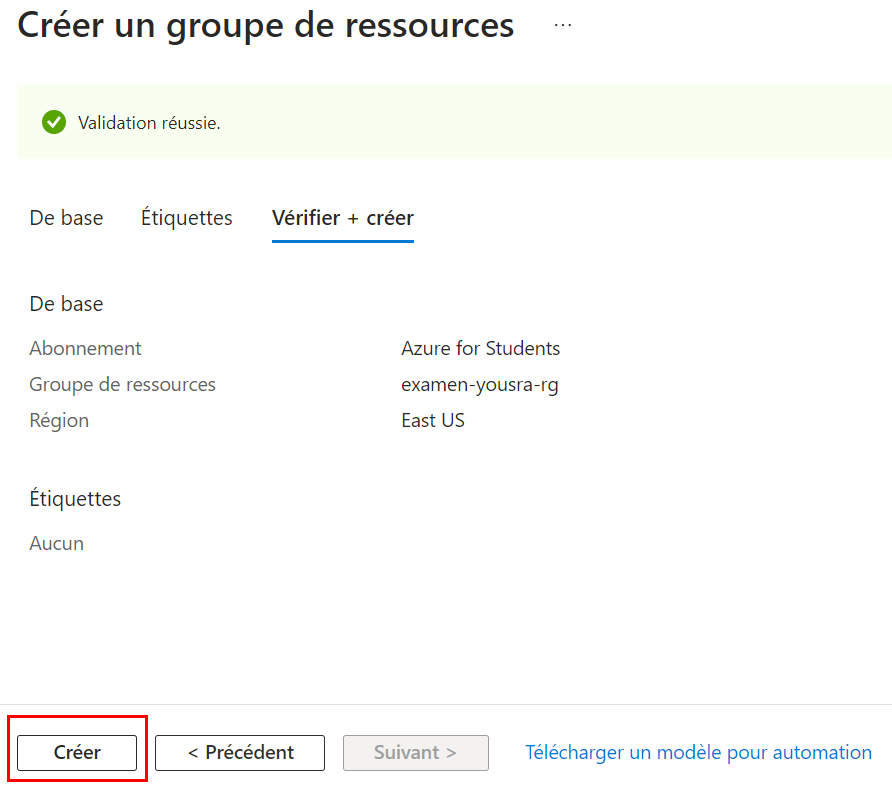 Créer un groupe de ressources ...
Validation réussie.
De base Étiquettes Vérifier + créer
De base
Abonnement Azure for Students
Groupe de ressources examen-yousra-rg
Région East US
Étiquettes
Aucun
Créer < Précédent Suivant > Télécharger un modèle pour automation